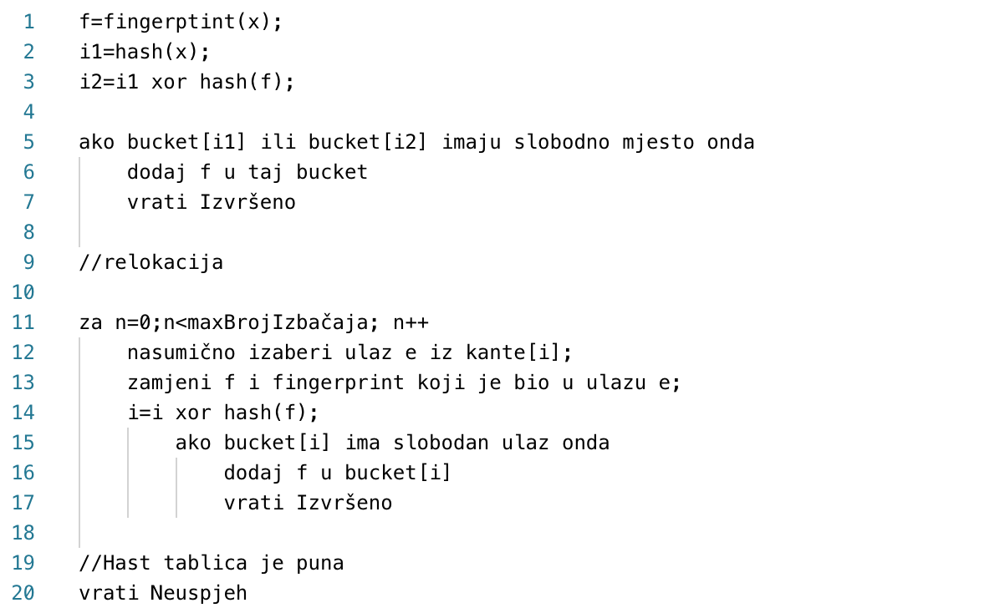 1 f=fingerptint(x);
2 i1=hash(x);
3 i2=i1 xor hash(f);
4
5 ako bucket[i1] ili bucket[i2] imaju slobodno mjesto onda
6 dodaj f u taj bucket
7 vrati Izvršeno
8
9 //relokacija
10
11 za n=0;n<maxBrojIzbačaja; n++
12 nasumično izaberi ulaz e iz kante[i];
13 zamjeni f i fingerprint koji je bio u ulazu e;
14 i=i xor hash(f);
15 ako bucket[i] ima slobodan ulaz onda
16 dodaj f u bucket[i]
17 vrati Izvršeno
18
19 //Hast tablica je puna
20 vrati Neuspjeh